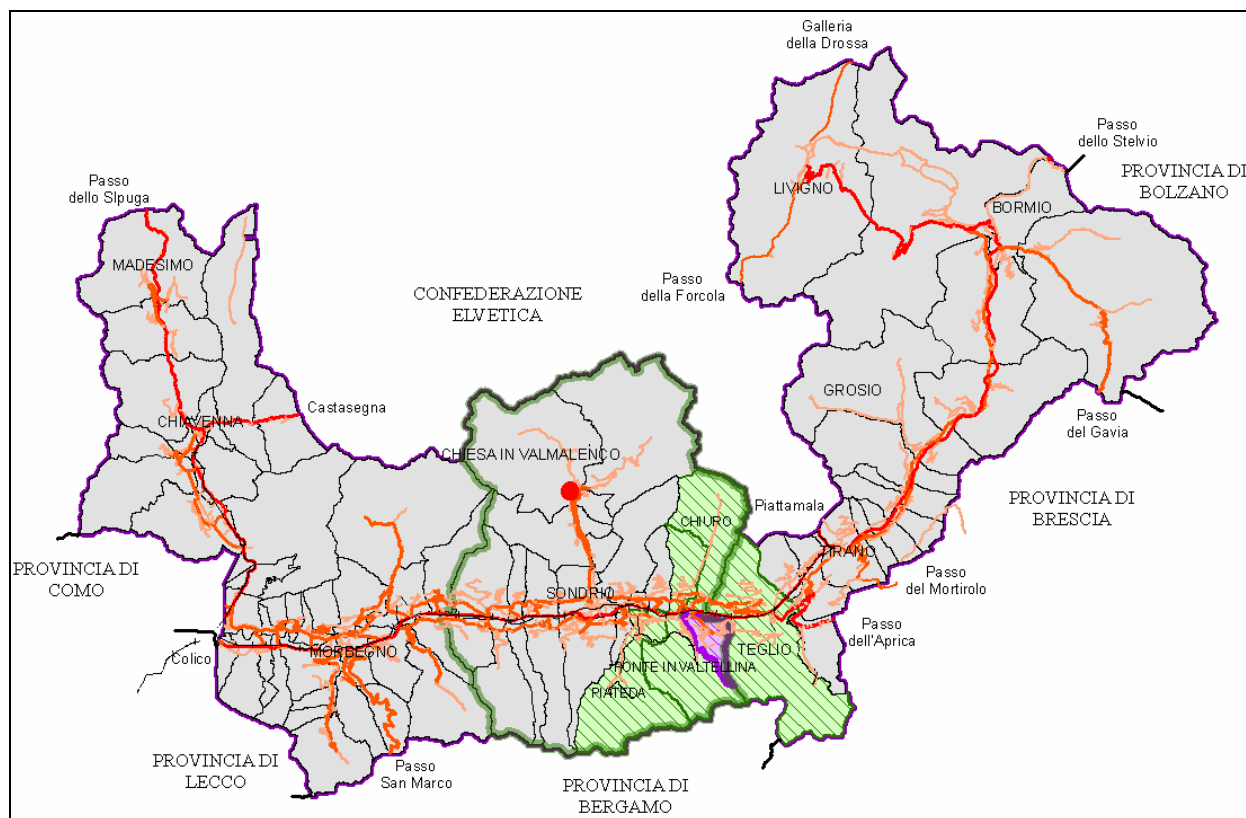 Galleria
della Drossa
Passo
dello Stelvio
PROVINCIA DI
BOLZANO
Passo
dello Slpuga
LIVIGNO
BORMIO
MADESIMO
Passo
della Forcola
CONFEDERAZIONE
ELVETICA
GROSIO
Castasegna
CHIAVENNA
Passo
del Gavia
CHIESA IN VALMALENCO
Piattamala
PROVINCIA DI
BRESCIA
CHIURO
TIRANO
PROVINCIA DI
COMO
Passo
del Mortirolo
SONDRIO
Passo
dell'Aprica
Colico
MORBEGNO
TEGLIO
PONTE IN VALTELLINA
PIATEDA
PROVINCIA DI
LECCO
Passo
San Marco
PROVINCIA DI
BERGAMO